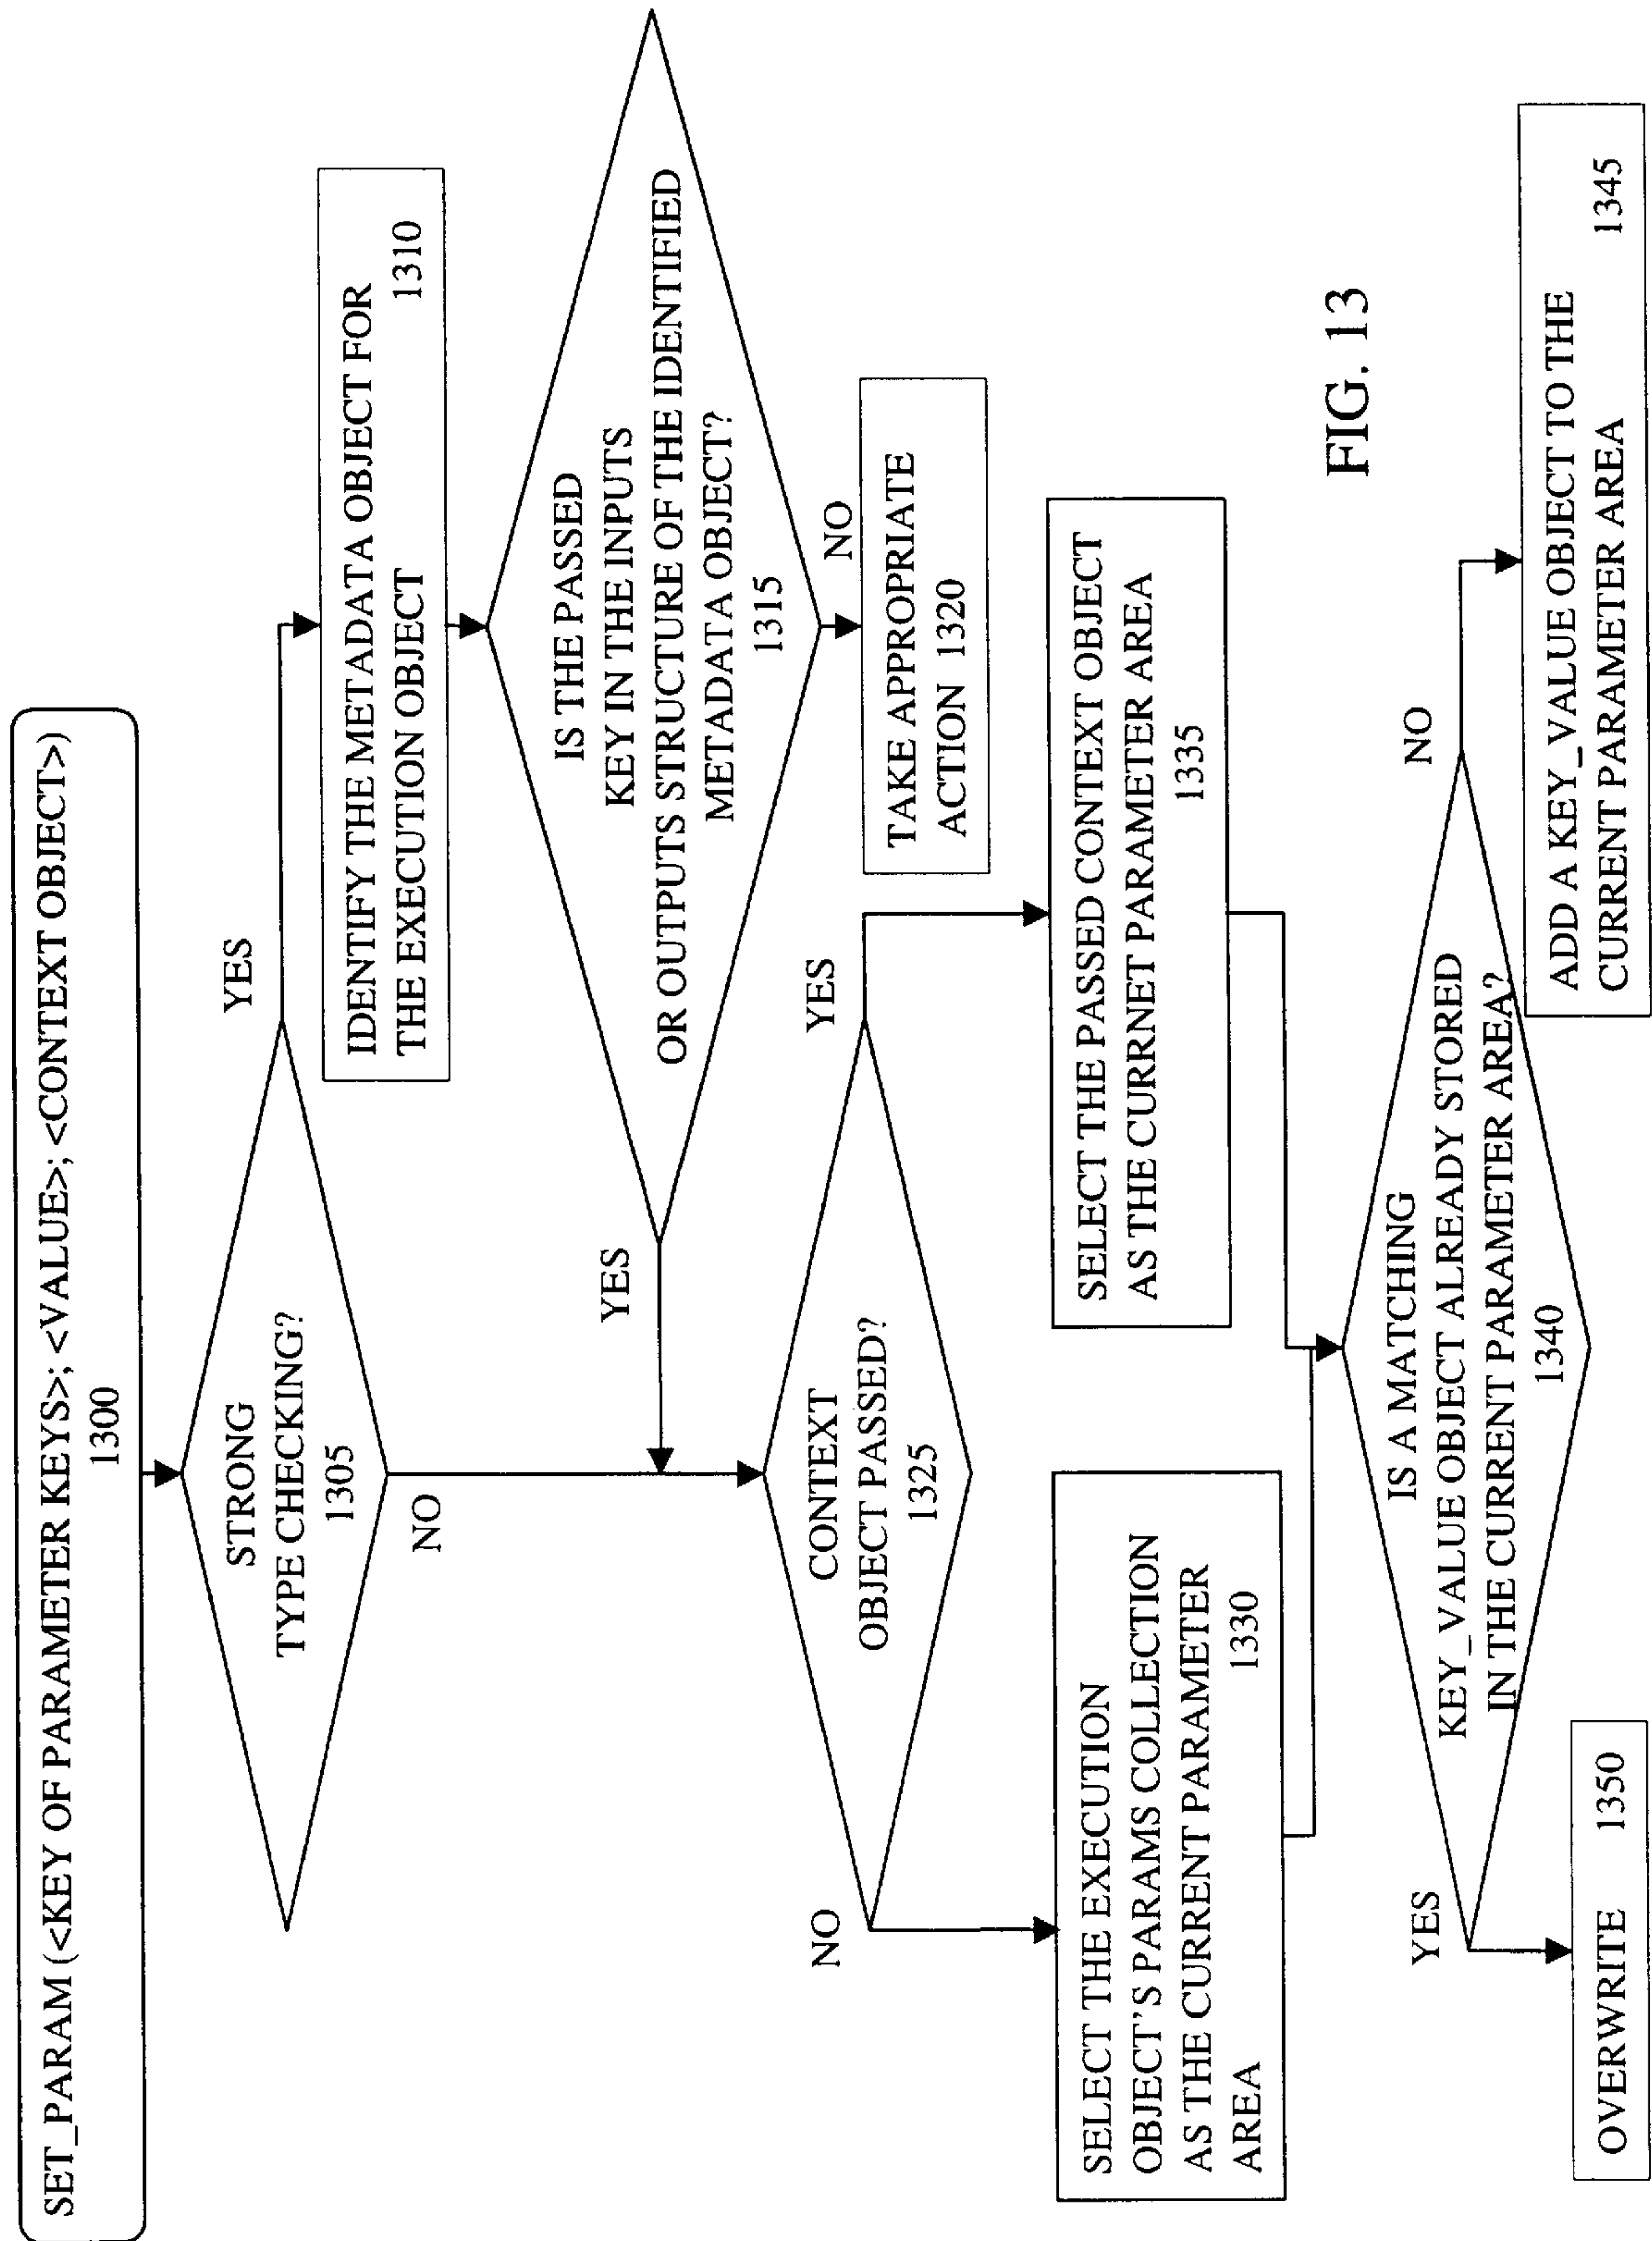 SET_PARAM (<KEY OF PARAMETER KEYS>; <VALUE>; <CONTEXT OBJECT>)
1300
STRONG
TYPE CHECKING?
1305
YES
NO
IDENTIFY THE METADATA OBJECT FOR
THE EXECUTION OBJECT 1310
IS THE PASSED
KEY IN THE INPUTS
OR OUTPUTS STRUCTURE OF THE IDENTIFIED
METADATA OBJECT?
1315
YES
NO
TAKE APPROPRIATE
ACTION 1320
CONTEXT
OBJECT PASSED?
1325
NO
YES
SELECT THE EXECUTION
OBJECT'S PARAMS COLLECTION
AS THE CURRENT PARAMETER
AREA 1330
SELECT THE PASSED CONTEXT OBJECT
AS THE CURRNET PARAMETER AREA
1335
IS A MATCHING
KEY_VALUE OBJECT ALREADY STORED
IN THE CURRENT PARAMETER AREA?
1340
YES
NO
OVERWRITE 1350
ADD A KEY_VALUE OBJECT TO THE
CURRENT PARAMETER AREA 1345
FIG. 13